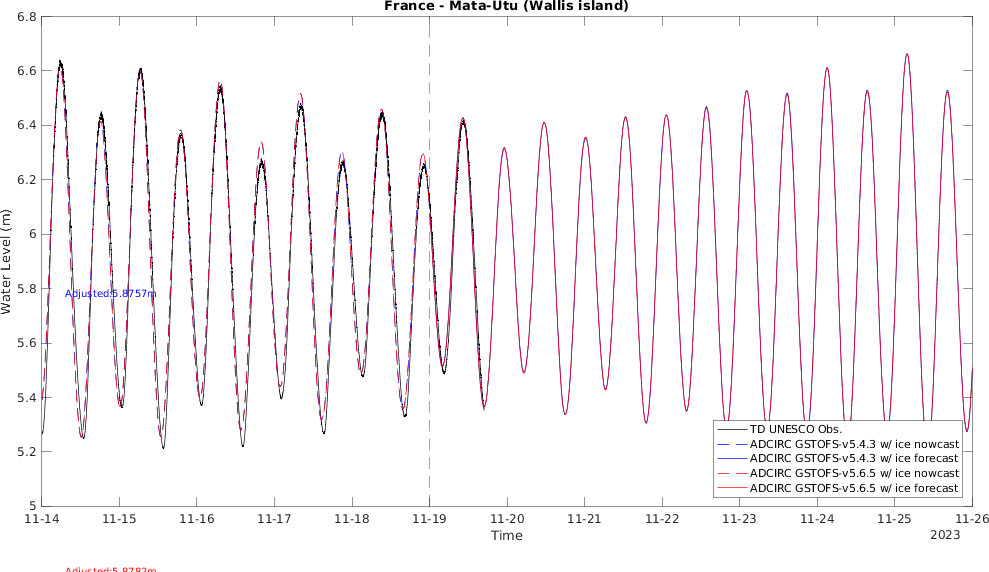 France - Mata-Utu (Wallis island)
6.8
6.6
6.4
6.2
6
5.8
5.6
5.4
5.2
5
Water Level (m)
Adjusted:5.8757m
TD UNESCO Obs.
ADCIRC GSTOFS-v5.4.3 w/ ice nowcast
ADCIRC GSTOFS-v5.4.3 w/ ice forecast
ADCIRC GSTOFS-v5.6.5 w/ ice nowcast
ADCIRC GSTOFS-v5.6.5 w/ ice forecast
11-14 11-15 11-16 11-17 11-18 11-19 11-20 11-21 11-22 11-23 11-24 11-25 11-26
Time
2023
Adjusted:5.8782m